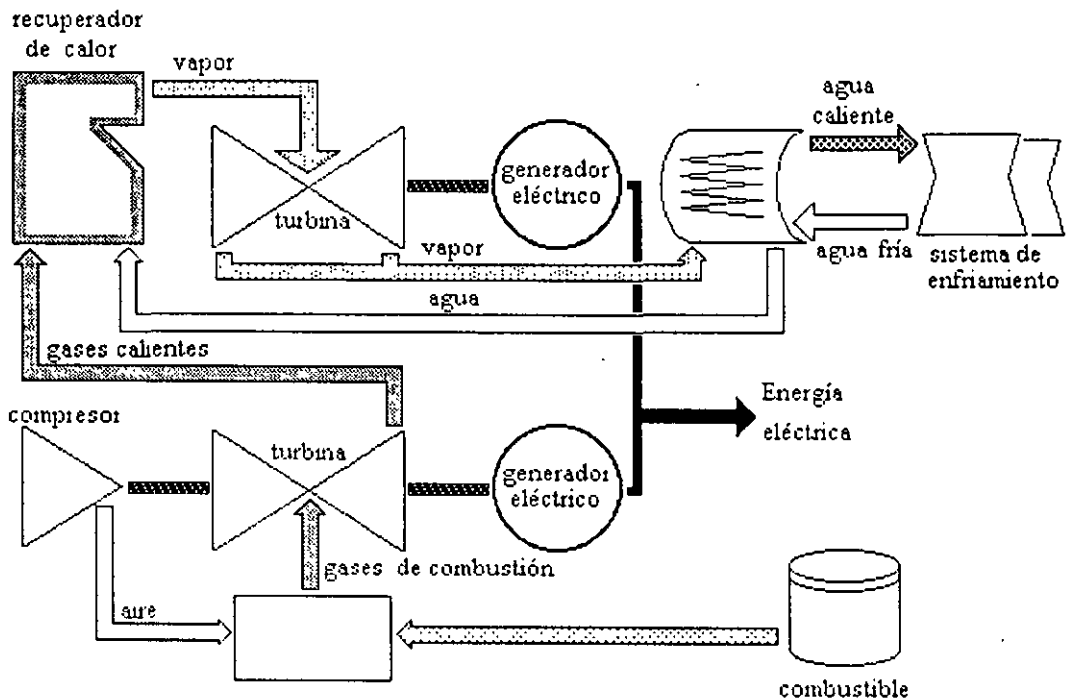 recuperador
de calor
vapor
turbina
generador
eléctrico
agua
caliente
agua fría
sistema de
enfriamiento
vapor
agua
gases calientes
compresor
turbina
generador
eléctrico
Energía
eléctrica
gases de combustión
aire
combustible